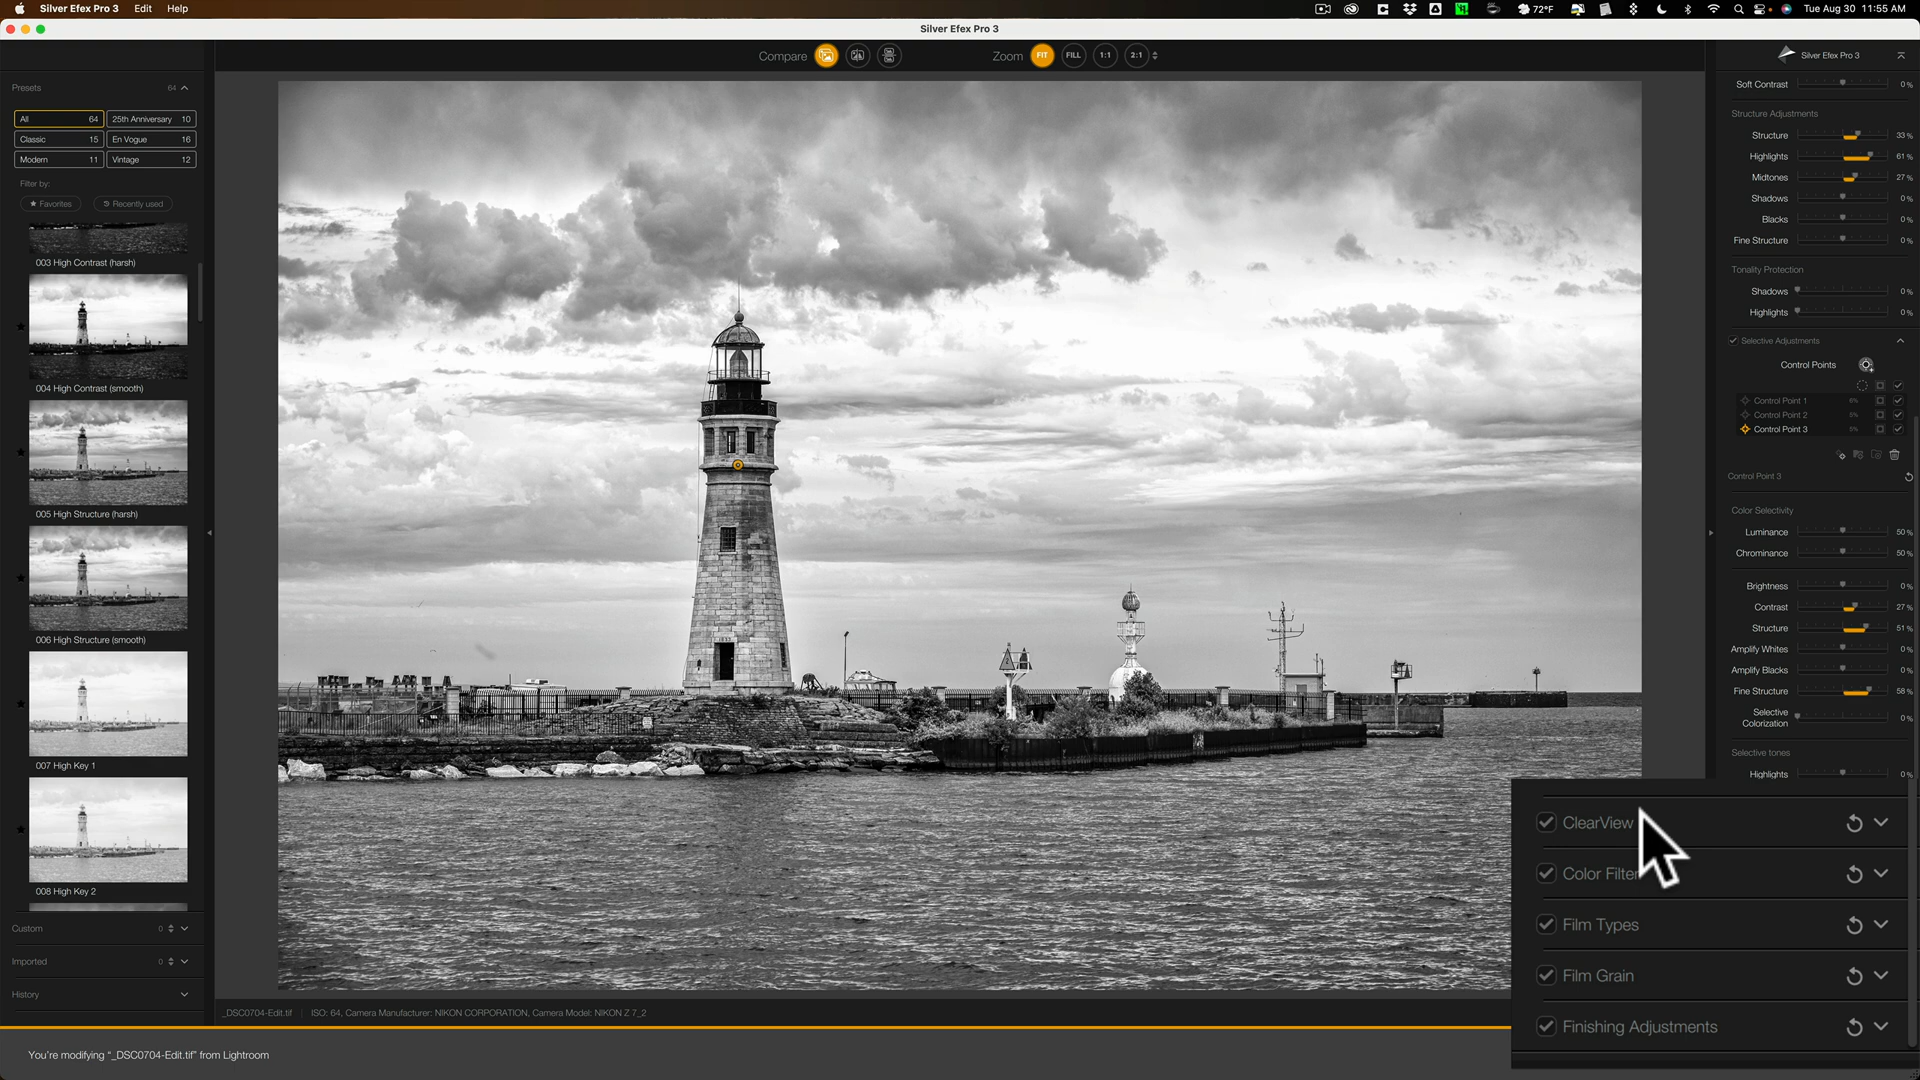 Silver Efex Pro 3 Edit Help
72°F Tue Aug 30 11:55 AM
Silver Efex Pro 3
Compare Zoom FIT FILL 1:1 2:1
Silver Efex Pro 3
Presets 64
All 64 25th Anniversary 10
Classic 15 En Vogue 16
Modern 11 Vintage 12
Filter by:
Favorites Recently used
003 High Contrast (harsh)
004 High Contrast (smooth)
005 High Structure (harsh)
006 High Structure (smooth)
007 High Key 1
008 High Key 2
Custom 0
Imported 0
History
1833
_DSC0704-Edit.tif ISO: 64, Camera Manufacturer: NIKON CORPORATION, Camera Model: NIKON Z 7_2
You're modifying "_DSC0704-Edit.tif" from Lightroom
Soft Contrast 0%
Structure Adjustments
Structure 33%
Highlights 61%
Midtones 27%
Shadows 0%
Blacks 0%
Fine Structure 0%
Tonality Protection
Shadows 0%
Highlights 0%
Selective Adjustments
Control Points
Control Point 1 6%
Control Point 2 5%
Control Point 3 5%
Control Point 3
Color Selectivity
Luminance 50%
Chrominance 50%
Brightness 0%
Contrast 27%
Structure 51%
Amplify Whites 0%
Amplify Blacks 0%
Fine Structure 58%
Selective
Colorization 0%
Selective tones
Highlights 0%
ClearView
Color Filter
Film Types
Film Grain
Finishing Adjustments